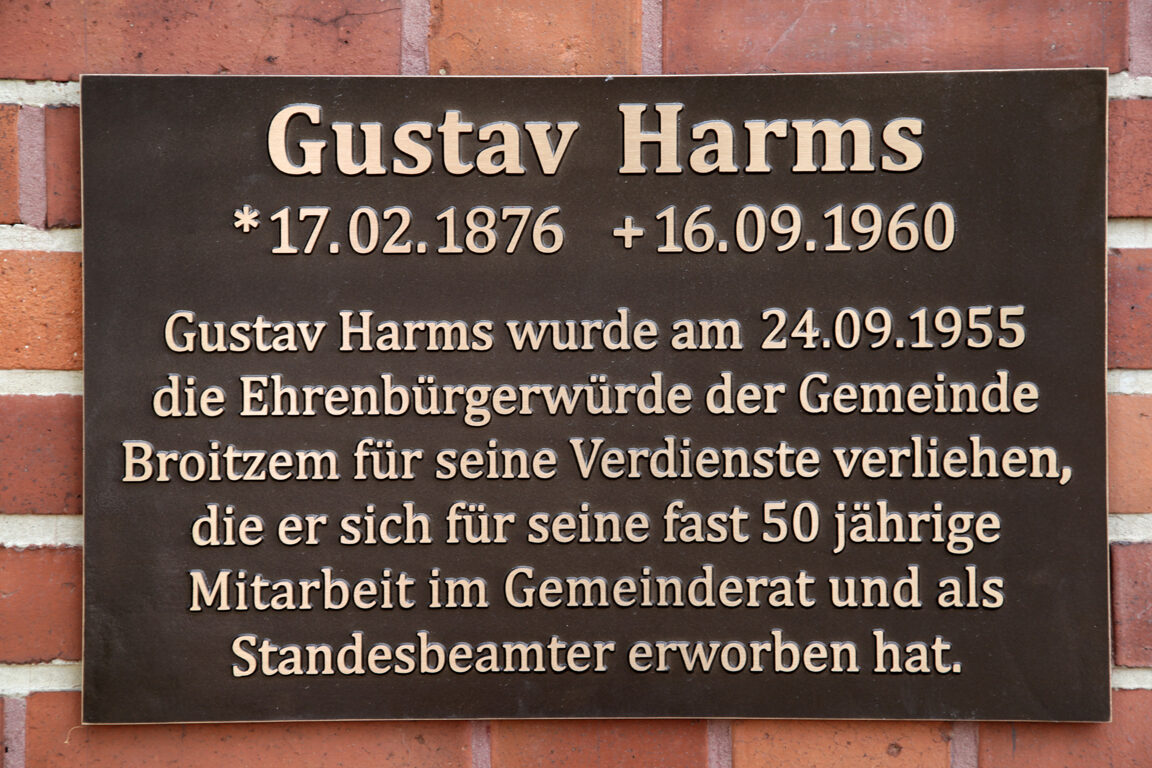 Gustav Harms
*17.02.1876 +16.09.1960
Gustav Harms wurde am 24.09.1955
die Ehrenbürgerwürde der Gemeinde
Broitzem für seine Verdienste verliehen,
die er sich für seine fast 50 jährige
Mitarbeit im Gemeinderat und als
Standesbeamter erworben hat.